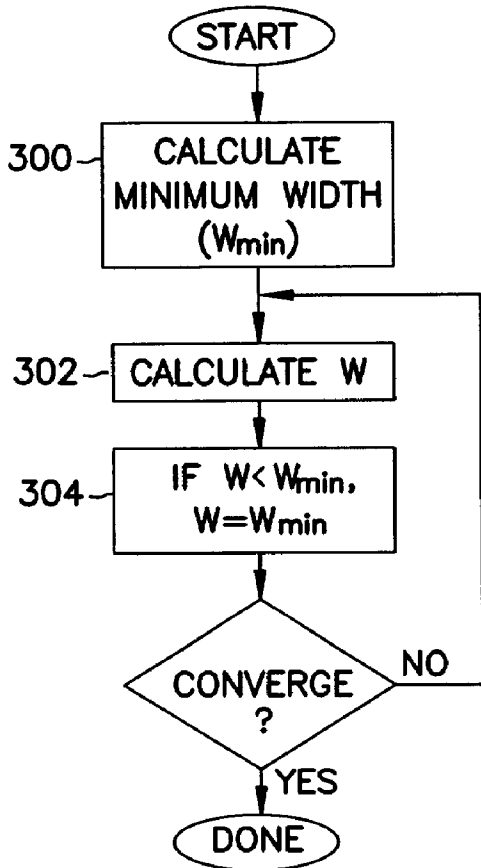 START
300
CALCULATE
MINIMUM WIDTH
(Wmin)
302
CALCULATE W
304
IF W<Wmin,
W=Wmin
CONVERGE
?
NO
YES
DONE